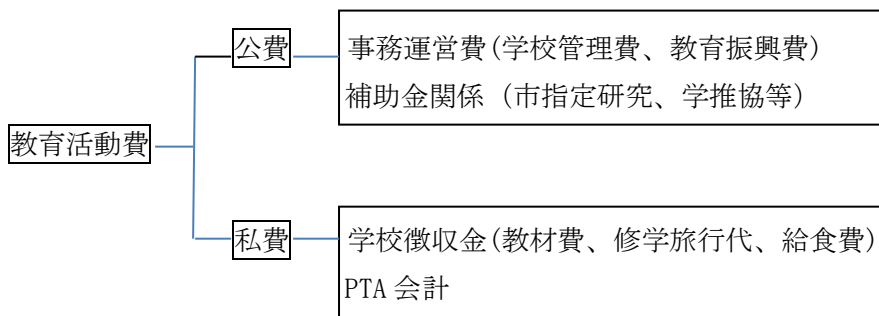 公費
事務運営費(学校管理費、教育振興費)
補助金関係 (市指定研究、学推協等)
教育活動費
私費
学校徴収金(教材費、修学旅行代、給食費)
PTA 会計